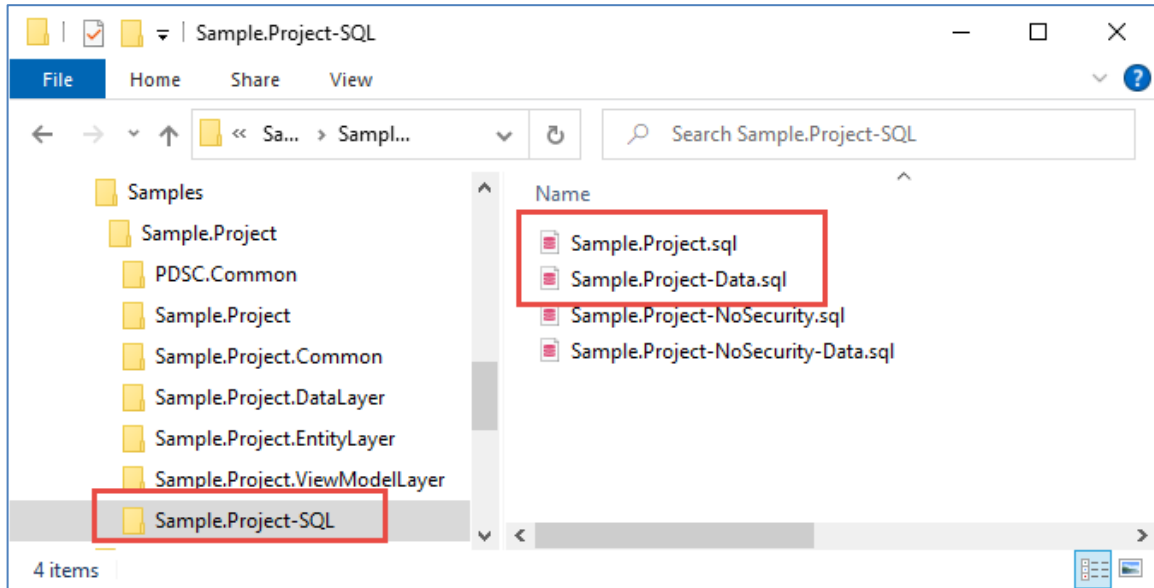 Sample.Project-SQL
File Home Share View
?
« Sa... > Sampl...
Search Sample.Project-SQL
Samples
Sample.Project
PDSC.Common
Sample.Project
Sample.Project.Common
Sample.Project.DataLayer
Sample.Project.EntityLayer
Sample.Project.ViewModelLayer
Sample.Project-SQL
Name
Sample.Project.sql
Sample.Project-Data.sql
Sample.Project-NoSecurity.sql
Sample.Project-NoSecurity-Data.sql
4 items